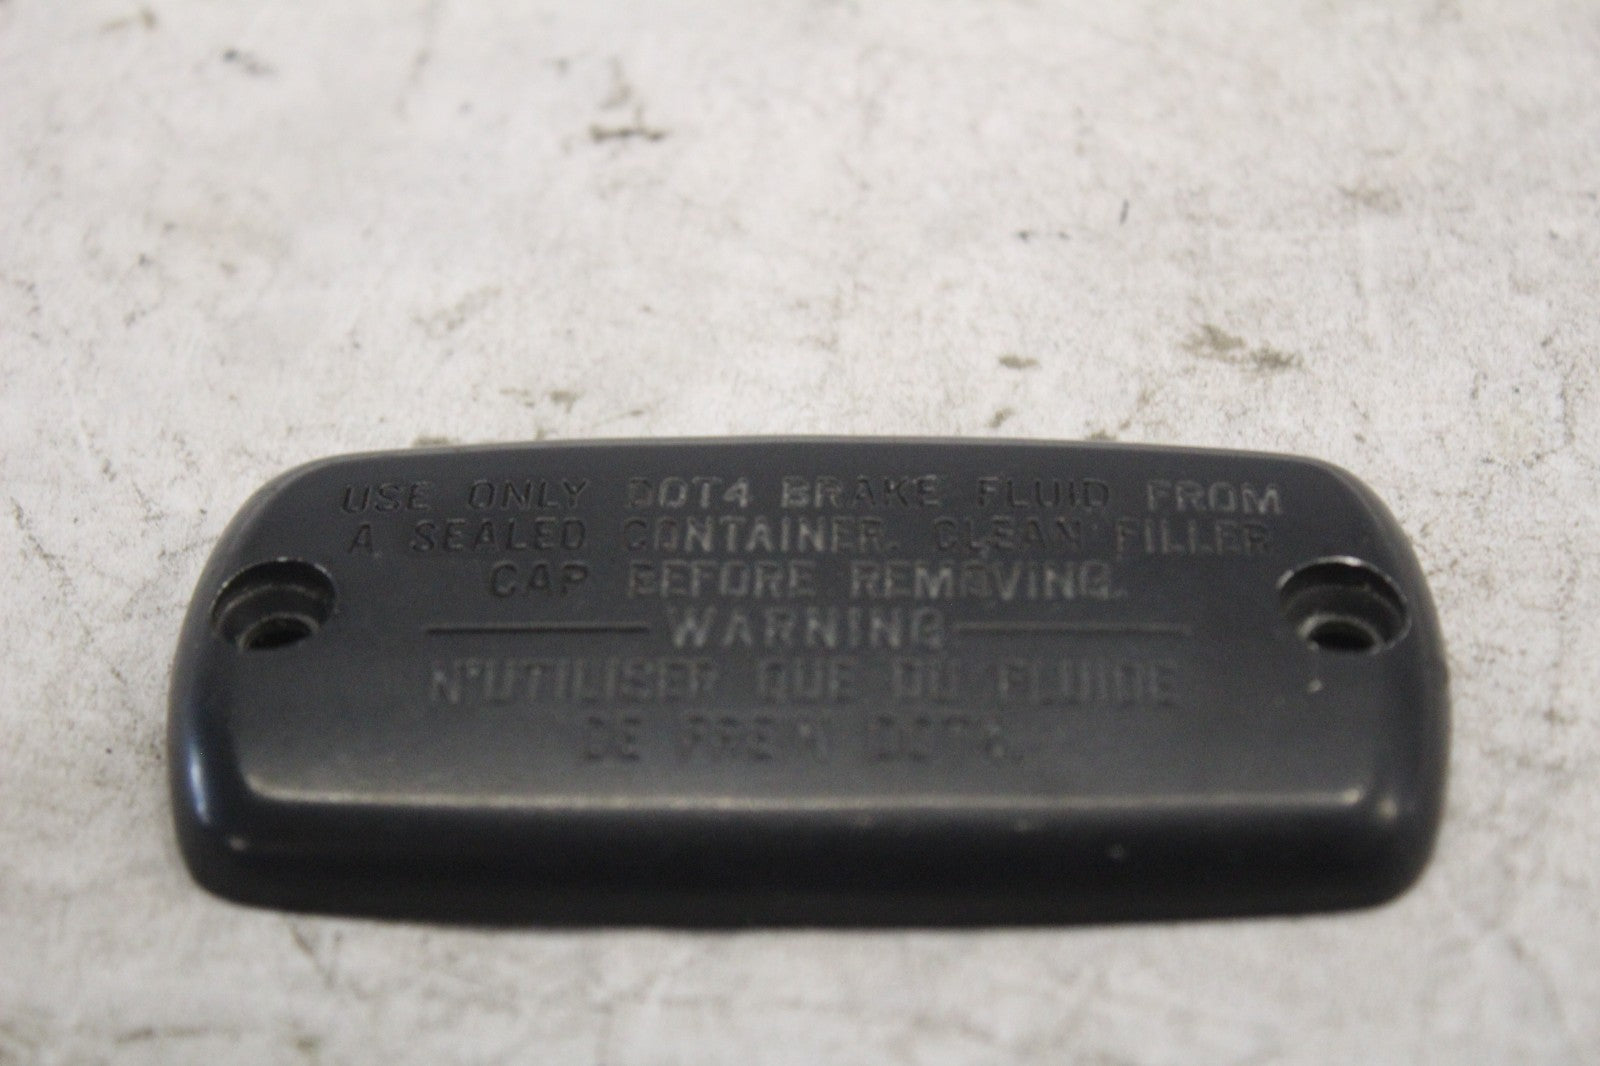 USE ONLY DOT4 BRAKE FLUID FROM
A SEALED CONTAINER. CLEAN FILLER
CAP BEFORE REMOVING.
WARNING
N'UTILISER QUE DU FLUIDE
DE FREIN DOT4.